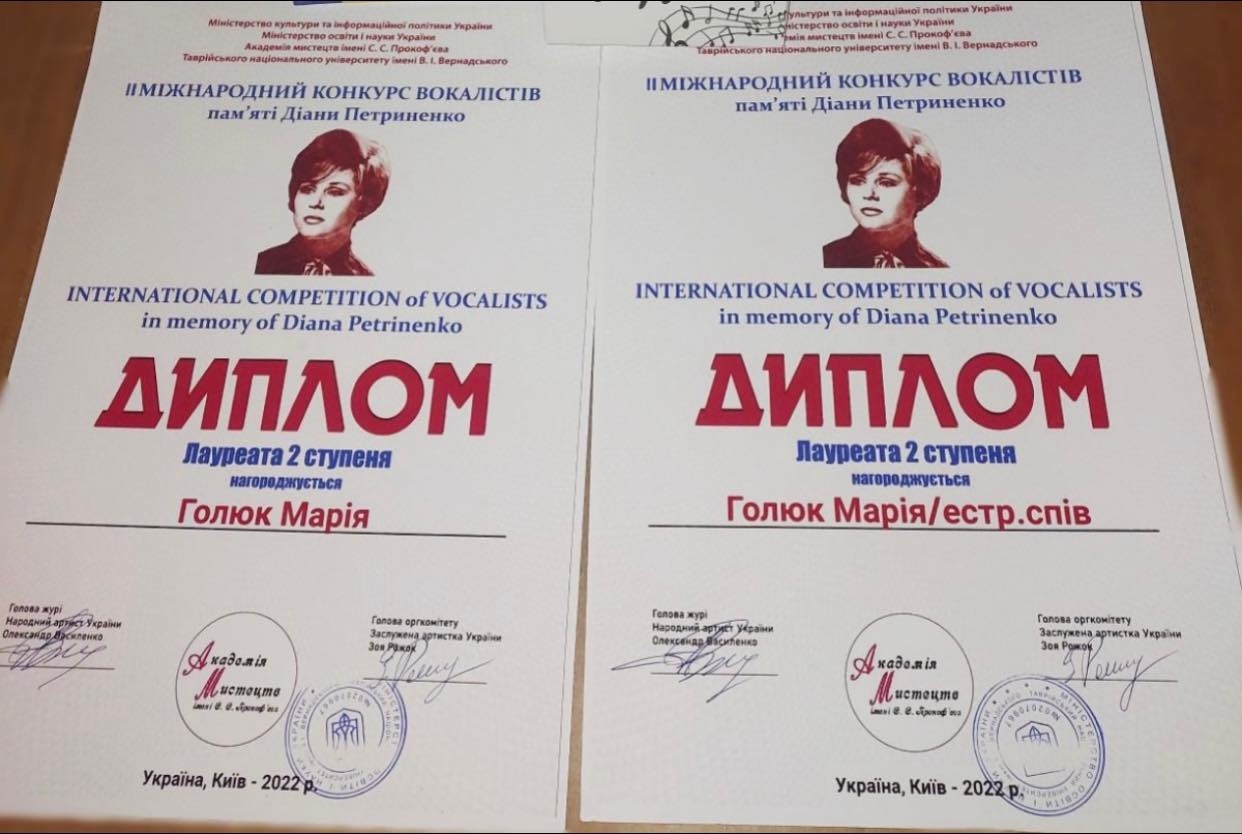 Міністерство культури та інформаційної політики України
Міністерство освіти і науки України
Академія мистецтв імені С. С. Прокоф'єва
Таврійського національного університету імені В. І. Вернадського
II МІЖНАРОДНИЙ КОНКУРС ВОКАЛІСТІВ
пам'яті Діани Петриненко
INTERNATIONAL COMPETITION of VOCALISTS
in memory of Diana Petrinenko
ДИПЛОМ
Лауреата 2 ступеня
нагороджується
Голюк Марія
Голова журі
Народний артист України
Олександр Василенко
Академія
Мистецтв
імені С. С. Прокоф'єва
Голова оргкомітету
Заслужена артистка України
Зоя Рожок
Україна, Київ - 2022 р.
культури та інформаційної політики України
освіти і науки України
мистецтв імені С. С. Прокоф'єва
Таврійського національного університету імені В. І. Вернадського
II МІЖНАРОДНИЙ КОНКУРС ВОКАЛІСТІВ
пам'яті Діани Петриненко
INTERNATIONAL COMPETITION of VOCALISTS
in memory of Diana Petrinenko
ДИПЛОМ
Лауреата 2 ступеня
нагороджується
Голюк Марія/естр.спів
Голова журі
Народний артист України
Олександр Василенко
Академія
Мистецтв
імені С. С. Прокоф'єва
Голова оргкомітету
Заслужена артистка України
Зоя Рожок
Україна, Київ - 2022 р.